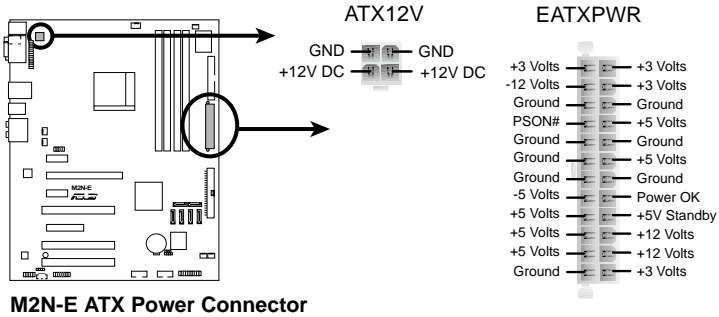 ATX12V
EATXPWR
GND GND
+12V DC +12V DC
+3 Volts +3 Volts
-12 Volts +3 Volts
Ground Ground
PSON# +5 Volts
Ground Ground
Ground +5 Volts
Ground Ground
-5 Volts Power OK
+5 Volts +5V Standby
+5 Volts +12 Volts
+5 Volts +12 Volts
Ground +3 Volts
M2N-E
ASUS
M2N-E ATX Power Connector